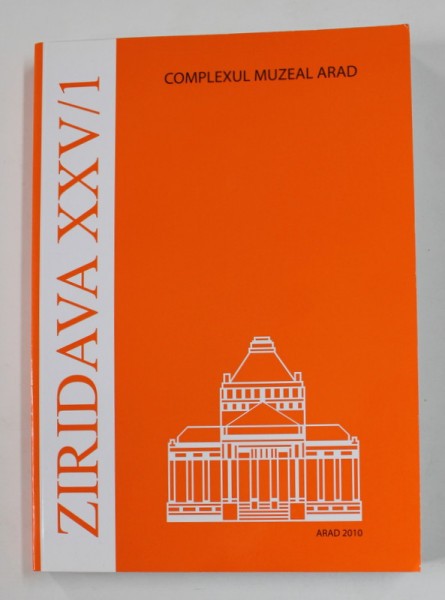 ZIRIDAVA XXV/1
COMPLEXUL MUZEAL ARAD
ARAD 2010